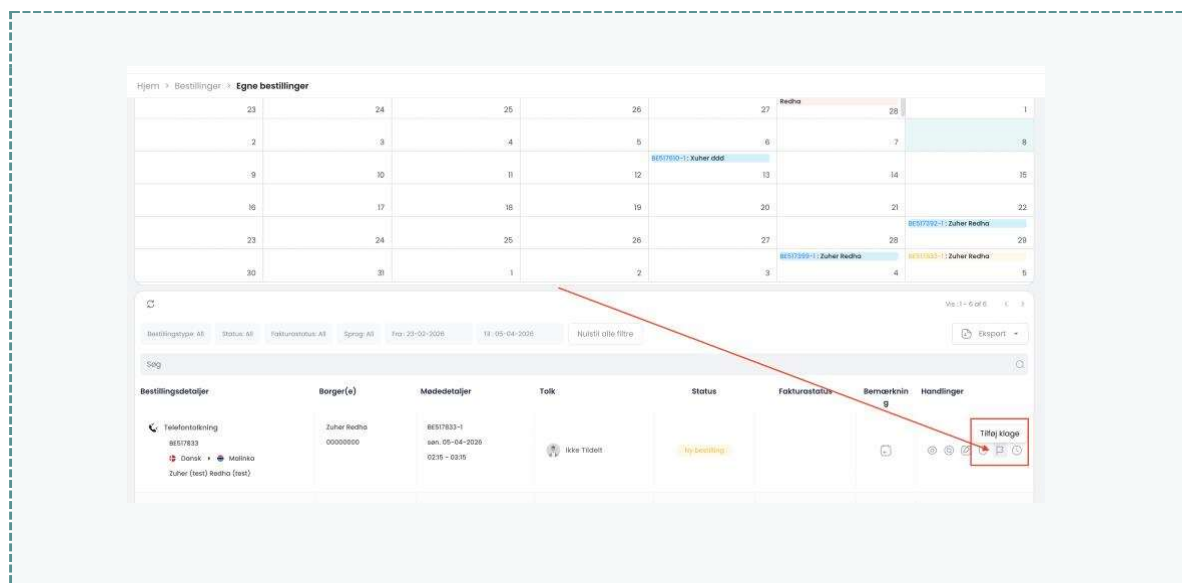 Hjem > Bestillinger > Egne bestillinger
Redha
23 24 25 26 27 28 1
2 3 4 5 6 7 8
BE517810-1: Xuher ddd
9 10 11 12 13 14 15
16 17 18 19 20 21 22
BE517392-1: Zuher Redha
23 24 25 26 27 28 29
BE517399-1: Zuher Redha : Zuher Redha
30 31 1 2 3 4 5
Vis: 1 - 6 of 6
Bestillingstype: All Status: All Fakturastatus: All Sprog: All Fra: 23-02-2026 Til: 05-04-2026 Nulstil alle filtre Eksport
Søg
Bestillingsdetaljer Borger(e) Mødedetaljer Tolk Status Fakturastatus Bemærknin Handlinger
g
Tilføj klage
Telefontolkning Zuher Redha BE517833-1
BE517833 00000000 søn. 05-04-2026 Ikke Tildelt Ny bestilling
Dansk Malinka 02:15 - 03:15
Zuher (test) Redha (test)